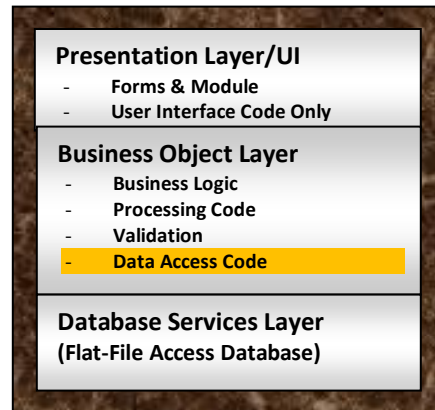 Presentation Layer/UI
- Forms & Module
- User Interface Code Only
Business Object Layer
- Business Logic
- Processing Code
- Validation
- Data Access Code
Database Services Layer
(Flat-File Access Database)